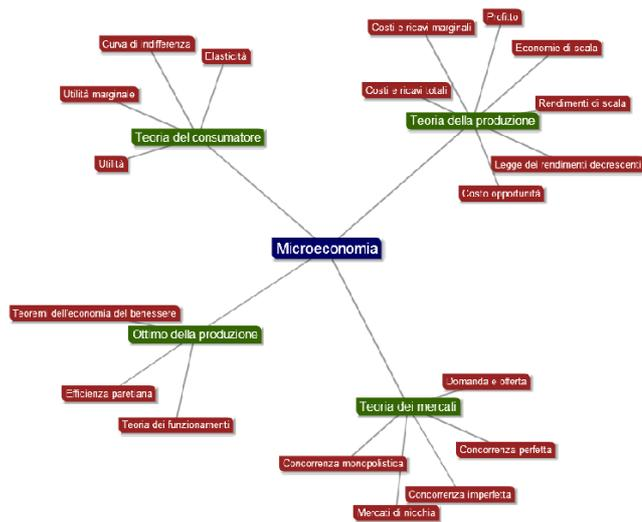 Profitto
Costi e ricavi marginali
Curva di indifferenza
Economie di scala
Elasticità
Costi e ricavi totali
Utilità marginale
Rendimenti di scala
Teoria della produzione
Teoria del consumatore
Utilità
Legge dei rendimenti decrescenti
Costo opportunità
Microeconomia
Teoremi dell'economia del benessere
Ottimo della produzione
Domanda e offerta
Efficienza paretiana
Teoria dei mercati
Teoria dei funzionamenti
Concorrenza perfetta
Concorrenza monopolistica
Concorrenza imperfetta
Mercati di nicchia